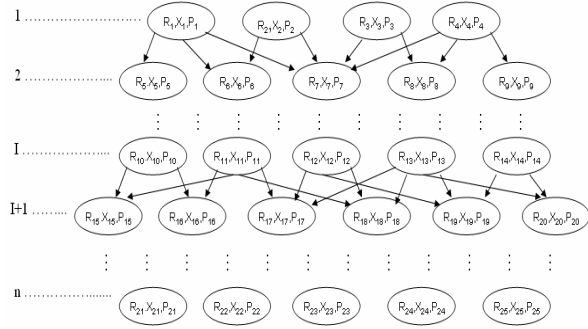 1 ........................ R₁,X₁,P₁ R₂,X₂,P₂ R₃,X₃,P₃ R₄,X₄,P₄
2 ................... R₅,X₅,P₅ R₆,X₆,P₆ R₇,X₇,P₇ R₈,X₈,P₈ R₉,X₉,P₉
I ................... R₁₀,X₁₀,P₁₀ R₁₁,X₁₁,P₁₁ R₁₂,X₁₂,P₁₂ R₁₃,X₁₃,P₁₃ R₁₄,X₁₄,P₁₄
I+1 .......... R₁₅,X₁₅,P₁₅ R₁₆,X₁₆,P₁₆ R₁₇,X₁₇,P₁₇ R₁₈,X₁₈,P₁₈ R₁₉,X₁₉,P₁₉ R₂₀,X₂₀,P₂₀
n ........................ R₂₁,X₂₁,P₂₁ R₂₂,X₂₂,P₂₂ R₂₃,X₂₃,P₂₃ R₂₄,X₂₄,P₂₄ R₂₅,X₂₅,P₂₅